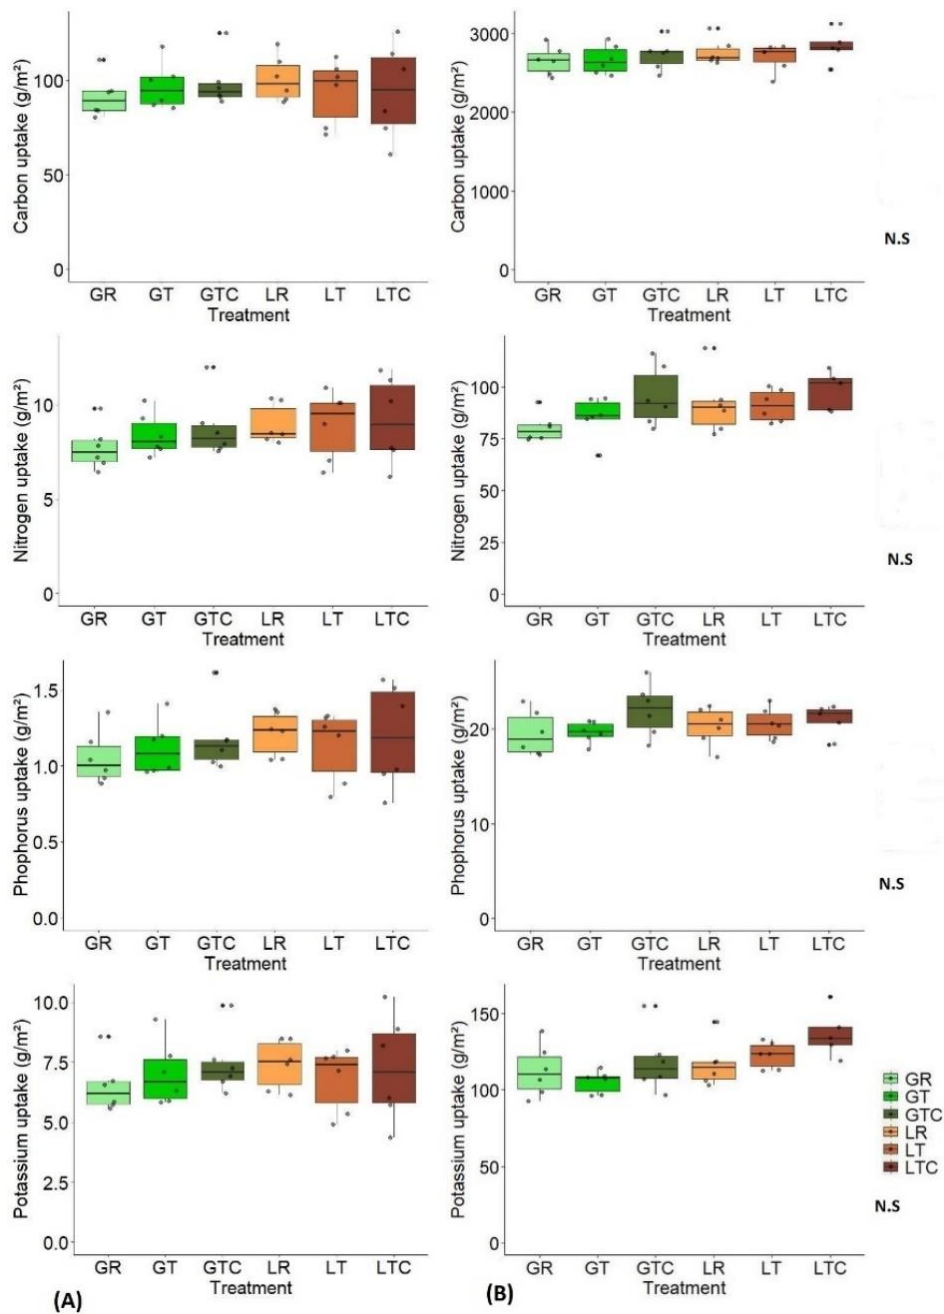 Carbon uptake (g/m²)
100
50
0
GR GT GTC LR LT LTC
Treatment
Carbon uptake (g/m²)
3000
2000
1000
0
GR GT GTC LR LT LTC
Treatment
N.S
Nitrogen uptake (g/m²)
10
5
0
GR GT GTC LR LT LTC
Treatment
Nitrogen uptake (g/m²)
100
75
50
25
0
GR GT GTC LR LT LTC
Treatment
N.S
Phophorus uptake (g/m²)
1.5
1.0
0.5
0.0
GR GT GTC LR LT LTC
Treatment
Phophorus uptake (g/m²)
20
10
0
GR GT GTC LR LT LTC
Treatment
N.S
Potassium uptake (g/m²)
10.0
7.5
5.0
2.5
0.0
GR GT GTC LR LT LTC
Treatment
Potassium uptake (g/m²)
150
100
50
0
GR GT GTC LR LT LTC
Treatment
GR
GT
GTC
LR
LT
LTC
N.S
(A)
(B)